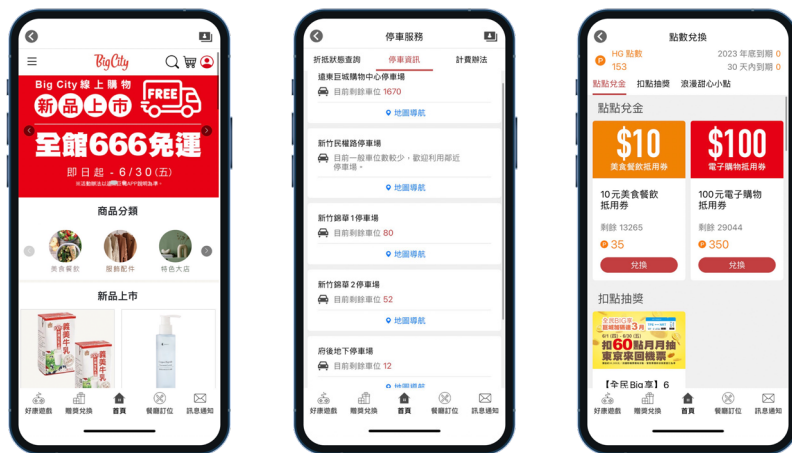 BigCity
Big City 線上購物
新品上市
FREE
全館666免運
即日起 - 6/30(五)
商品分類
美食餐飲
服飾配件
特色大店
新品上市
義美牛乳
義美牛乳
好康遊戲
贈獎兌換
首頁
餐廳訂位
訊息通知
停車服務
折抵狀態查詢
停車資訊
計費辦法
遠東巨城購物中心停車場
目前剩餘車位 1670
地圖導航
新竹民權路停車場
目前一般車位數較少，歡迎利用鄰近
停車場。
地圖導航
新竹錦華1停車場
目前剩餘車位 80
地圖導航
新竹錦華2停車場
目前剩餘車位 52
地圖導航
府後地下停車場
目前剩餘車位 12
地圖導航
好康遊戲
贈獎兌換
首頁
餐廳訂位
訊息通知
點數兌換
HG 點數
153
2023 年底到期 0
30 天內到期 0
點點兌金
扣點抽獎
浪漫甜心小點
點點兌金
$10
美食餐飲抵用券
10元美食餐飲
抵用券
剩餘 13265
P 35
兌換
$100
電子購物抵用券
100元電子購物
抵用券
剩餘 29044
P 350
兌換
扣點抽獎
扣60點月月抽
東京來回機票
【全民Big享】6
好康遊戲
贈獎兌換
首頁
餐廳訂位
訊息通知